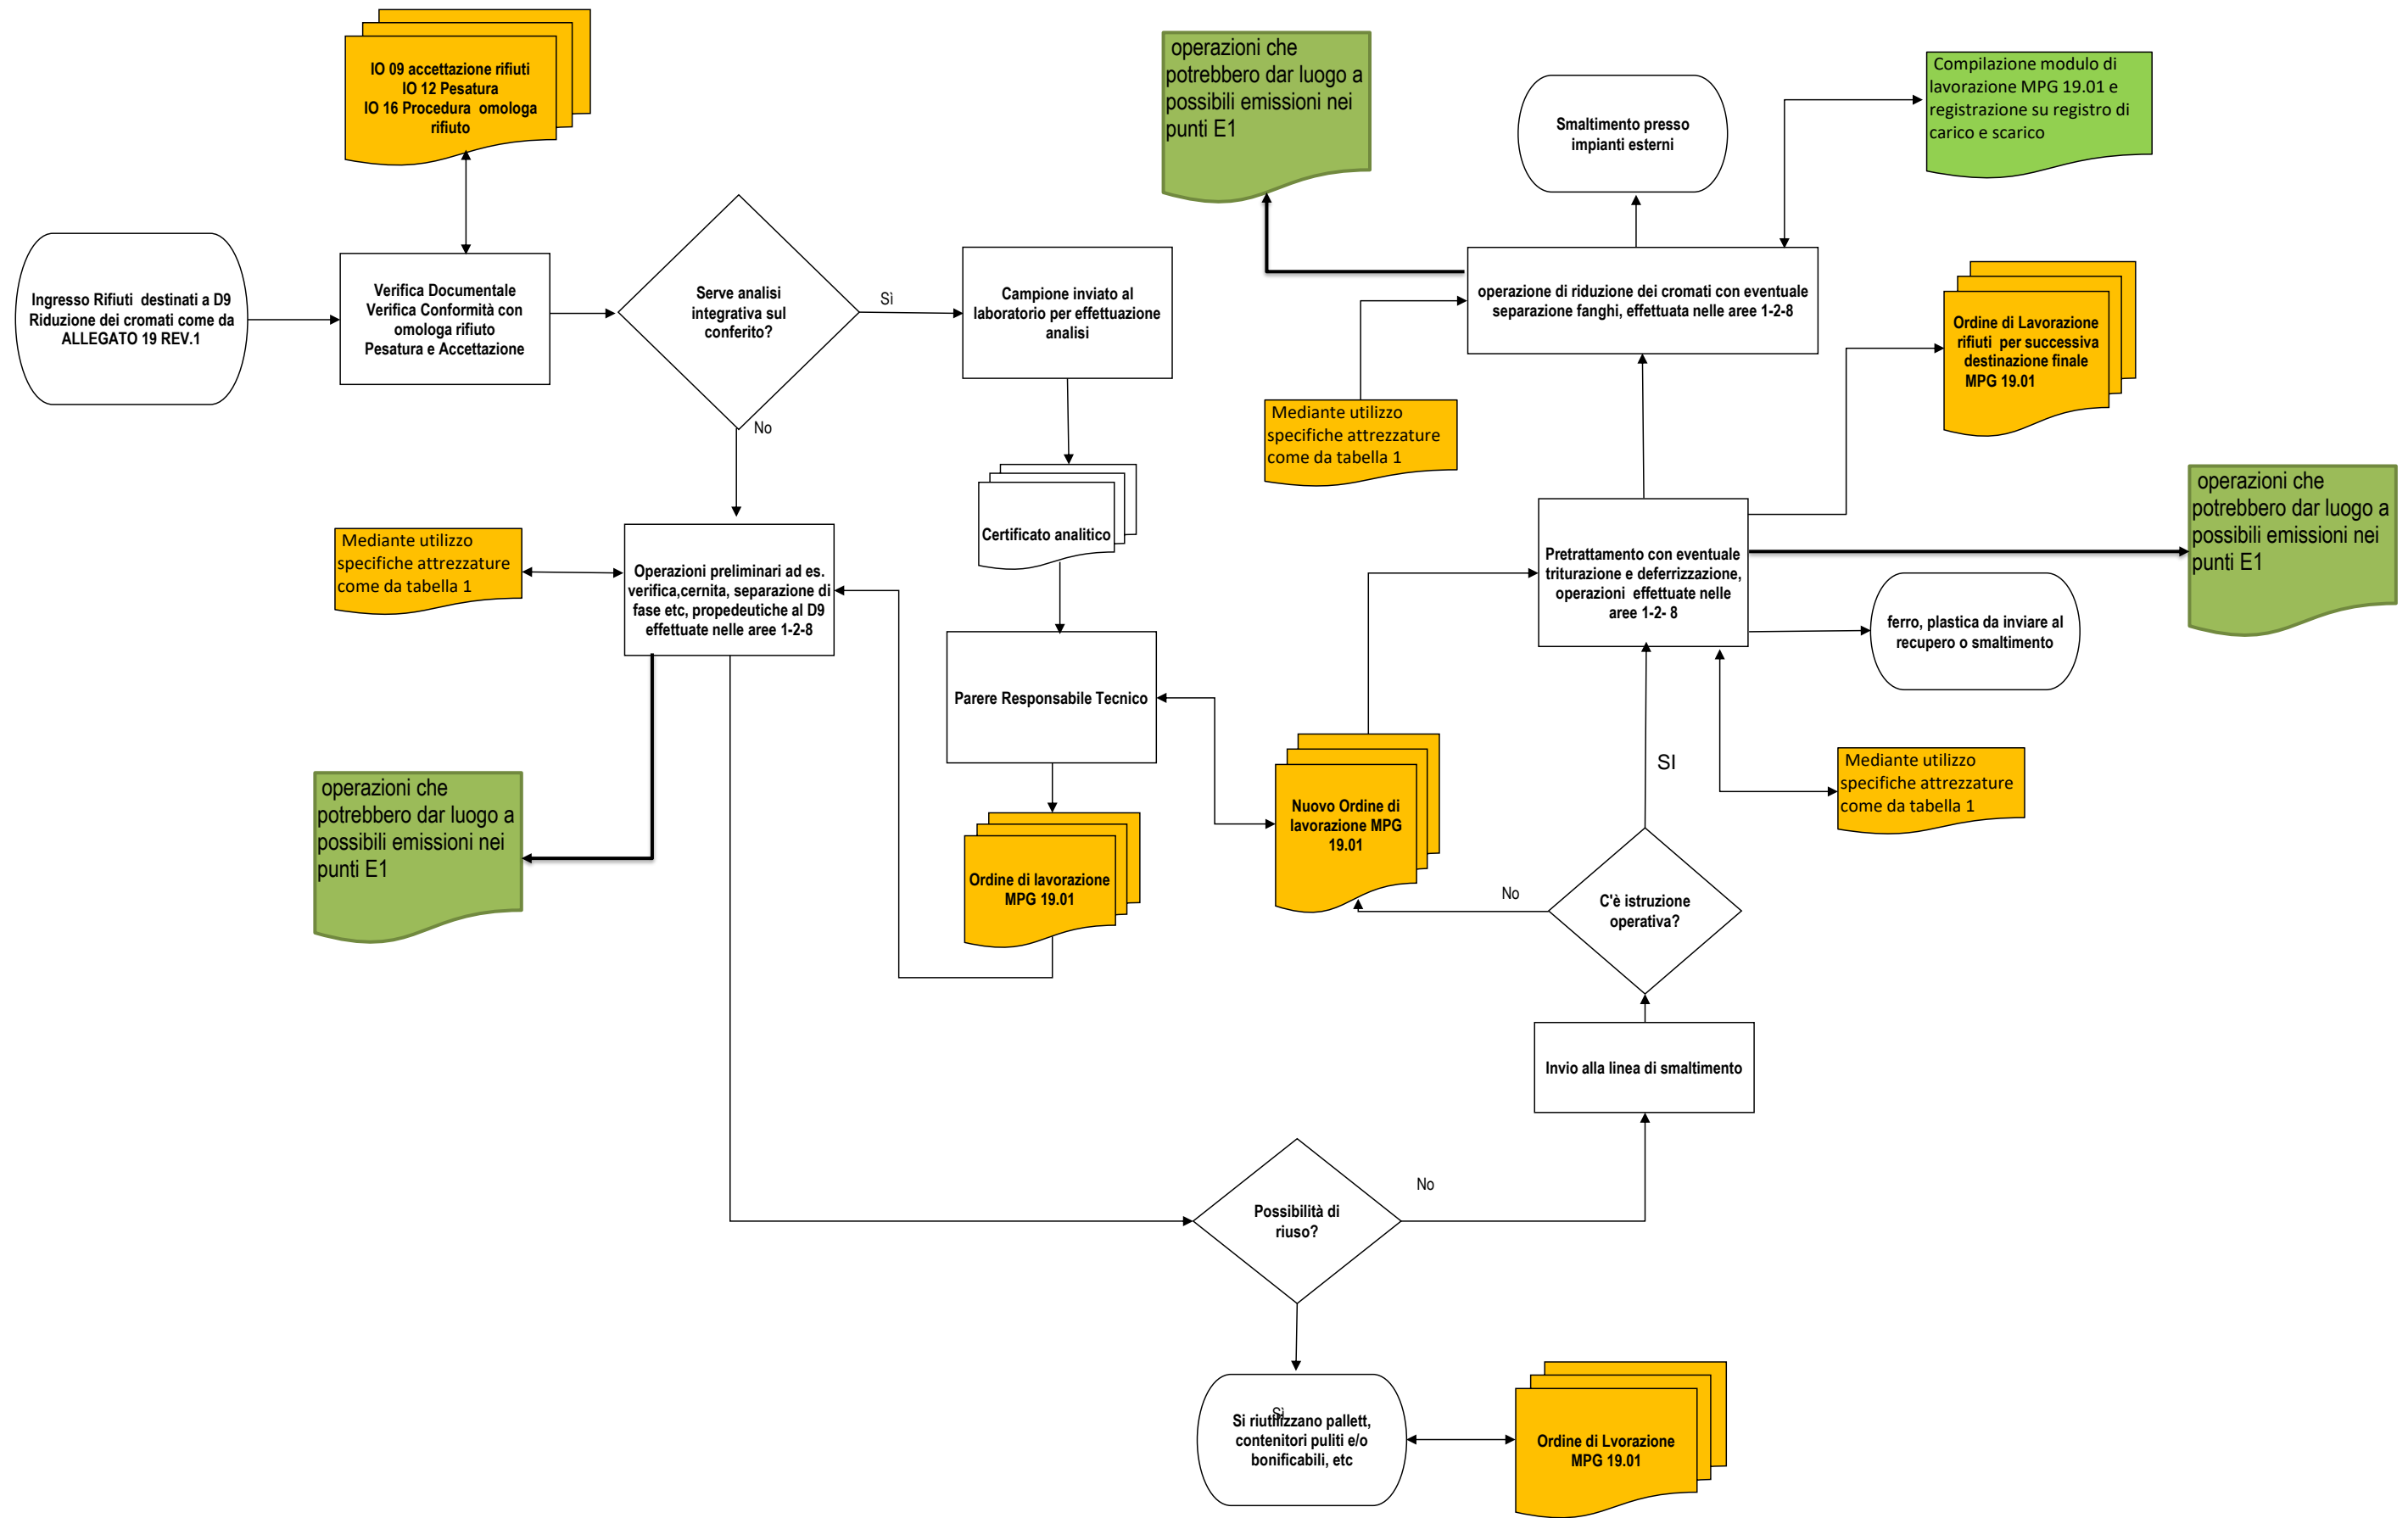 IO 09 accettazione rifiuti
IO 12 Pesatura
IO 16 Procedura omologa
rifiuto
operazioni che
potrebbero dar luogo a
possibili emissioni nei
punti E1
Smaltimento presso
impianti esterni
Compilazione modulo di
lavorazione MPG 19.01 e
registrazione su registro di
carico e scarico
Ingresso Rifiuti destinati a D9
Riduzione dei cromati come da
ALLEGATO 19 REV.1
Verifica Documentale
Verifica Conformità con
omologa rifiuto
Pesatura e Accettazione
Serve analisi
integrativa sul
conferito?
Sì
No
Campione inviato al
laboratorio per effettuazione
analisi
operazione di riduzione dei cromati con eventuale
separazione fanghi, effettuata nelle aree 1-2-8
Ordine di Lavorazione
rifiuti per successiva
destinazione finale
MPG 19.01
Mediante utilizzo
specifiche attrezzature
come da tabella 1
Certificato analitico
Mediante utilizzo
specifiche attrezzature
come da tabella 1
Operazioni preliminari ad es.
verifica,cernita, separazione di
fase etc, propedeutiche al D9
effettuate nelle aree 1-2-8
Pretrattamento con eventuale
triturazione e deferrizzazione,
operazioni effettuate nelle
aree 1-2- 8
operazioni che
potrebbero dar luogo a
possibili emissioni nei
punti E1
ferro, plastica da inviare al
recupero o smaltimento
Parere Responsabile Tecnico
operazioni che
potrebbero dar luogo a
possibili emissioni nei
punti E1
Ordine di lavorazione
MPG 19.01
Nuovo Ordine di
lavorazione MPG
19.01
SI
Mediante utilizzo
specifiche attrezzature
come da tabella 1
No
C'è istruzione
operativa?
Invio alla linea di smaltimento
Possibilità di
riuso?
No
Sì
Si riutilizzano pallett,
contenitori puliti e/o
bonificabili, etc
Ordine di Lvorazione
MPG 19.01